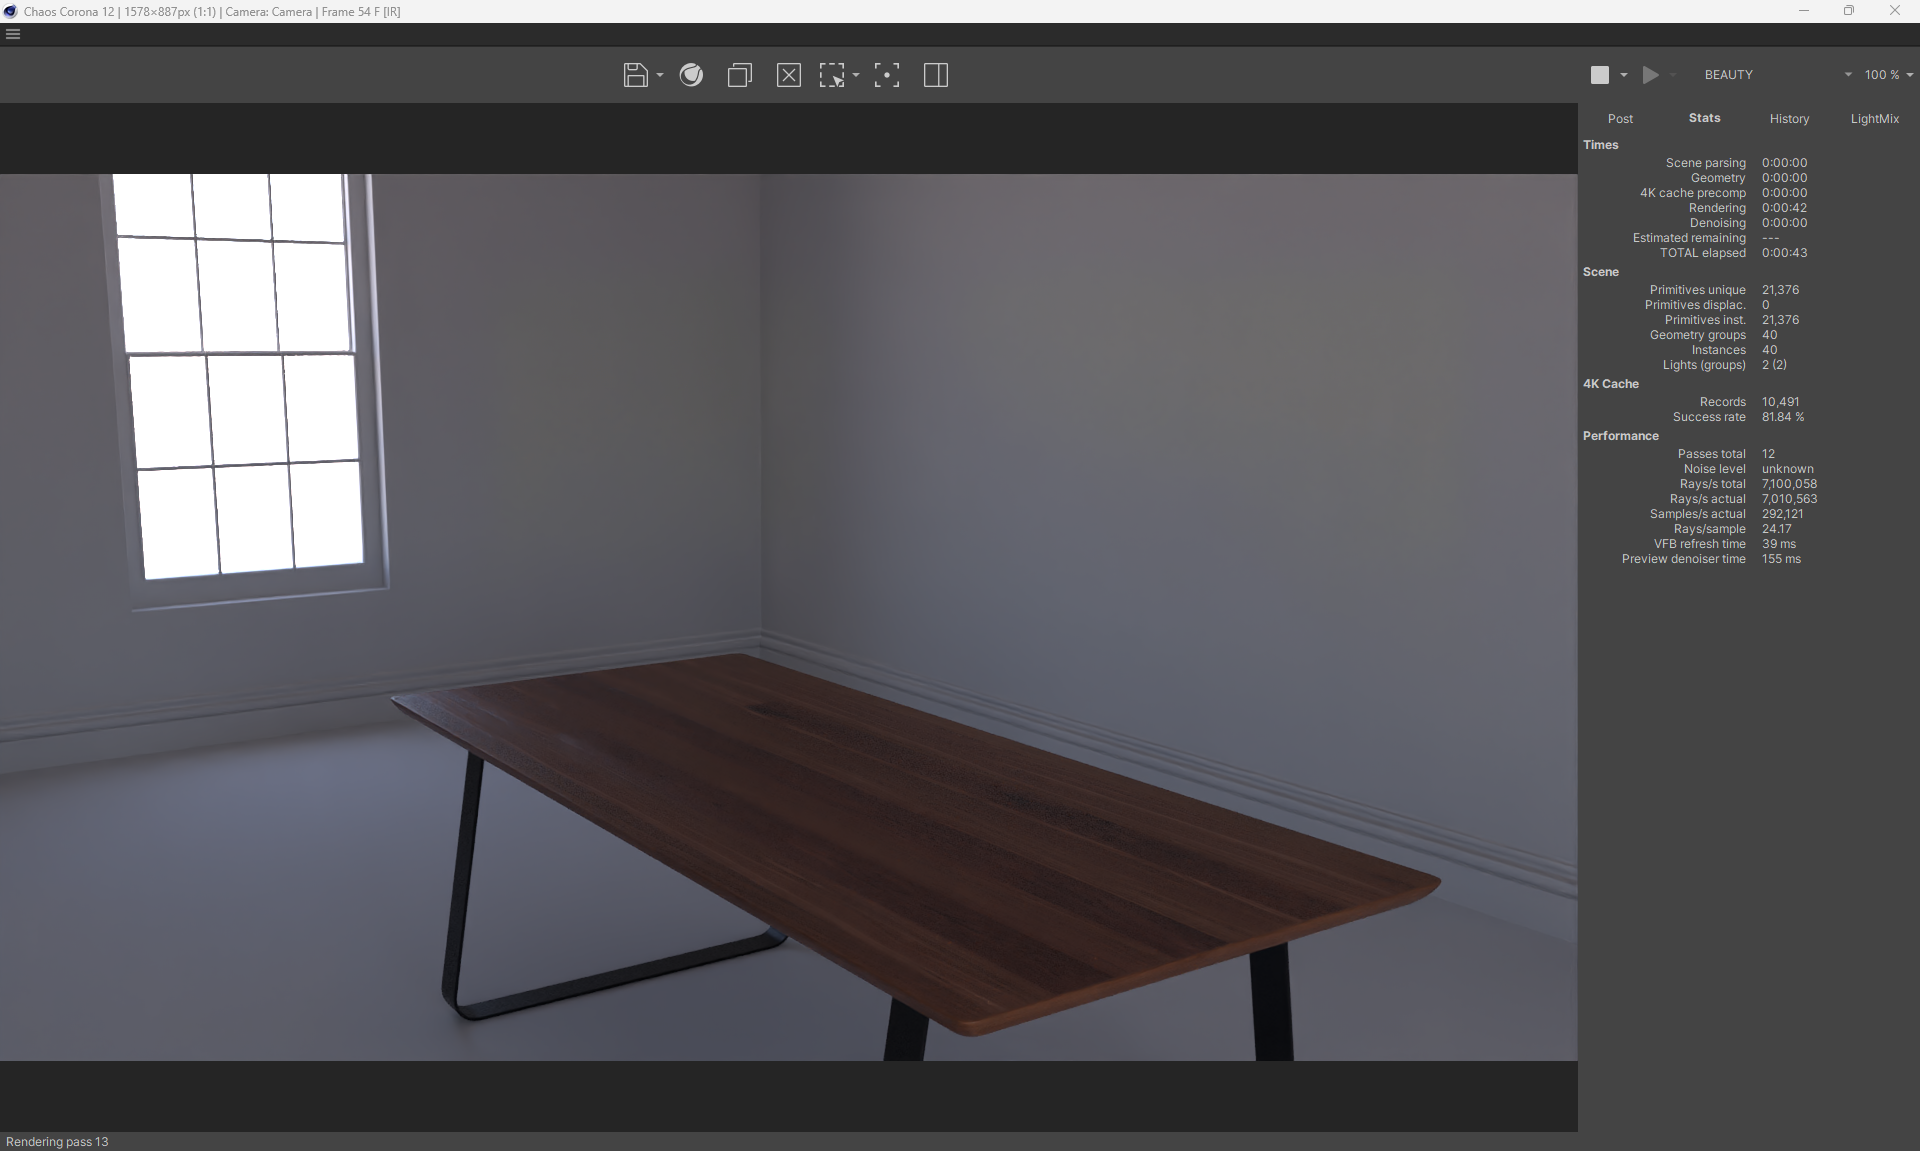 Chaos Corona 12 | 1578×887px (1:1) | Camera: Camera | Frame 54 F [IR]
BEAUTY 100 %
Post Stats History LightMix
Times
Scene parsing 0:00:00
Geometry 0:00:00
4K cache precomp 0:00:00
Rendering 0:00:42
Denoising 0:00:00
Estimated remaining ---
TOTAL elapsed 0:00:43
Scene
Primitives unique 21,376
Primitives displac. 0
Primitives inst. 21,376
Geometry groups 40
Instances 40
Lights (groups) 2 (2)
4K Cache
Records 10,491
Success rate 81.84 %
Performance
Passes total 12
Noise level unknown
Rays/s total 7,100,058
Rays/s actual 7,010,563
Samples/s actual 292,121
Rays/sample 24.17
VFB refresh time 39 ms
Preview denoiser time 155 ms
Rendering pass 13